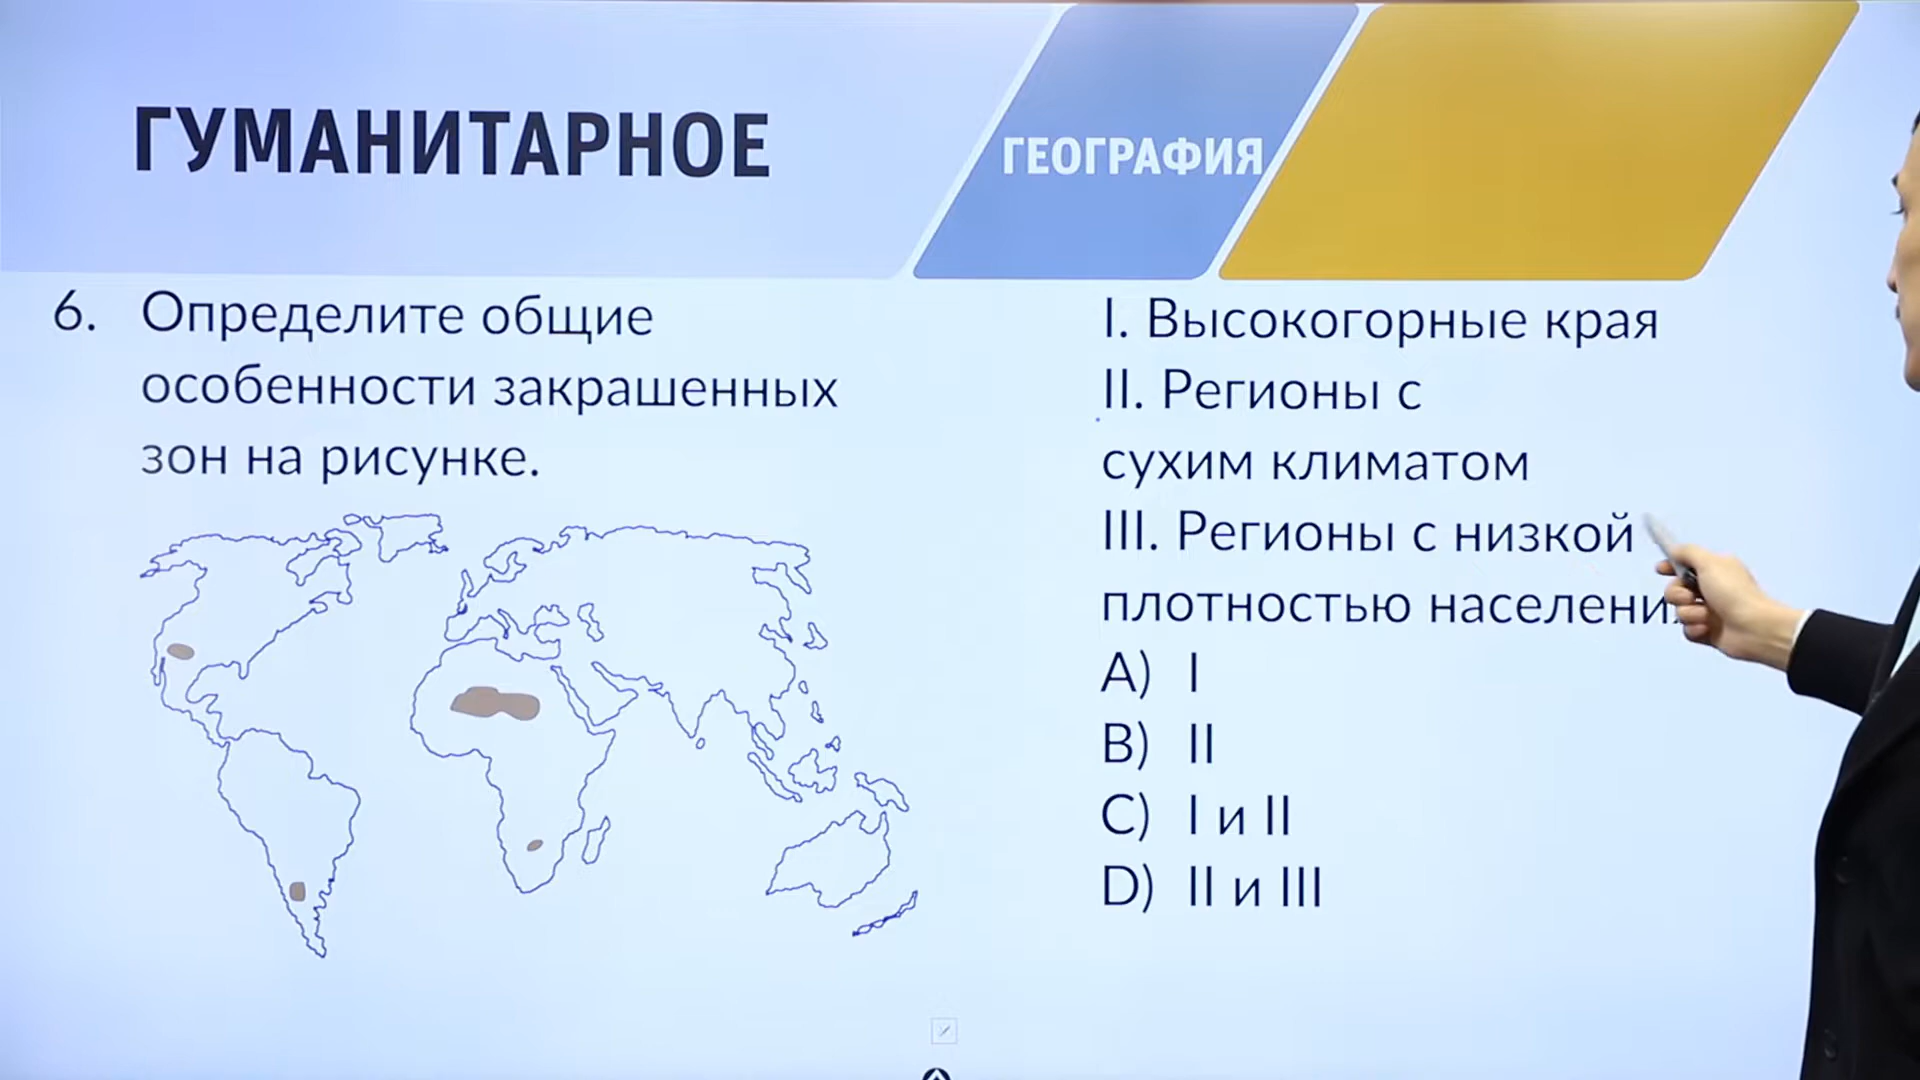 ГУМАНИТАРНОЕ
ГЕОГРАФИЯ
6. Определите общие
особенности закрашенных
зон на рисунке.
I. Высокогорные края
II. Регионы с
сухим климатом
III. Регионы с низкой
плотностью населени
A) I
B) II
C) I и II
D) II и III